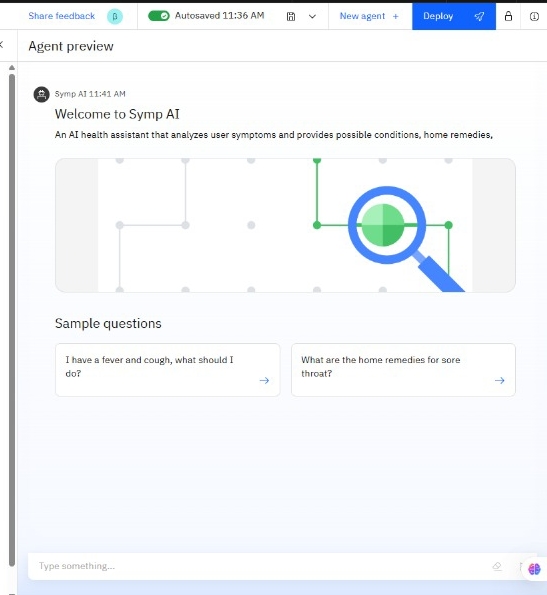 Share feedback β Autosaved 11:36 AM New agent + Deploy
Agent preview
Symp AI 11:41 AM
Welcome to Symp AI
An AI health assistant that analyzes user symptoms and provides possible conditions, home remedies,
Sample questions
I have a fever and cough, what should I
do?
What are the home remedies for sore
throat?
Type something...